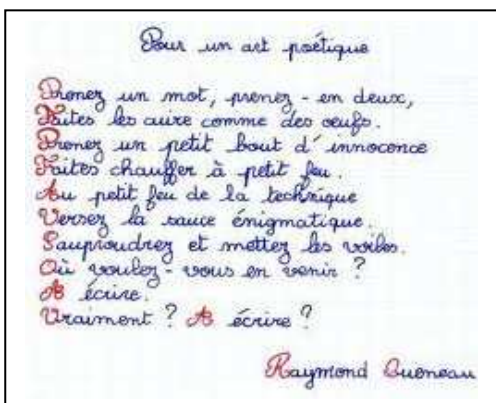 Pour un art poétique
Prenez un mot, prenez-en deux,
Faites les cuire comme des oeufs.
Prenez un petit bout d'innocence
Faites chauffer à petit feu.
Au petit feu de la technique
Versez la sauce énigmatique.
Saupoudrez et mettez les voiles.
Où voulez-vous en venir ?
A écrire.
Vraiment ? A écrire ?
Raymond Queneau